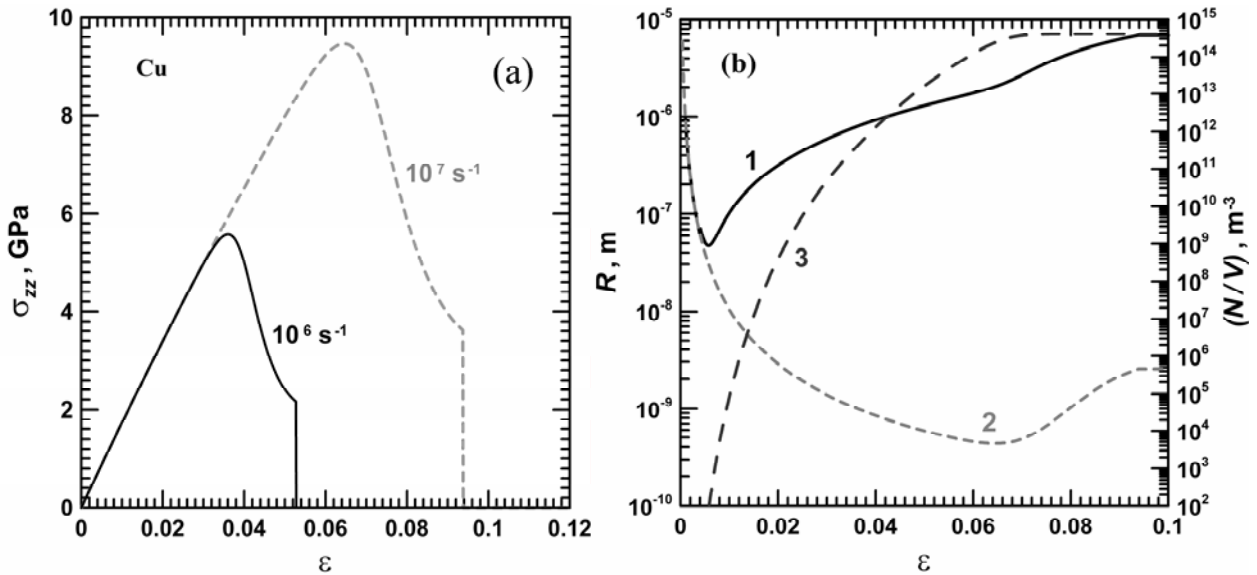 Cu
(a)
10⁷ s⁻¹
10⁶ s⁻¹
σzz, GPa
10
8
6
4
2
0
0 0.02 0.04 0.06 0.08 0.1 0.12
ε
(b)
1
2
3
R, m
10⁻⁵
10⁻⁶
10⁻⁷
10⁻⁸
10⁻⁹
10⁻¹⁰
0 0.02 0.04 0.06 0.08 0.1
ε
(N/V), m⁻³
10¹⁵
10¹⁴
10¹³
10¹²
10¹¹
10¹⁰
10⁹
10⁸
10⁷
10⁶
10⁵
10⁴
10³
10²